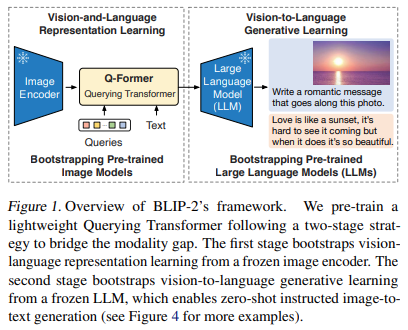 Vision-and-Language
Representation Learning
Vision-to-Language
Generative Learning
Image
Encoder
Q-Former
Querying Transformer
Queries
Text
Bootstrapping Pre-trained
Image Models
Large
Language
Model
(LLM)
Write a romantic message
that goes along this photo.
Love is like a sunset, it's
hard to see it coming but
when it does it's so beautiful.
Bootstrapping Pre-trained
Large Language Models (LLMs)
Figure 1. Overview of BLIP-2's framework. We pre-train a
lightweight Querying Transformer following a two-stage strat-
egy to bridge the modality gap. The first stage bootstraps vision-
language representation learning from a frozen image encoder. The
second stage bootstraps vision-to-language generative learning
from a frozen LLM, which enables zero-shot instructed image-to-
text generation (see Figure 4 for more examples).